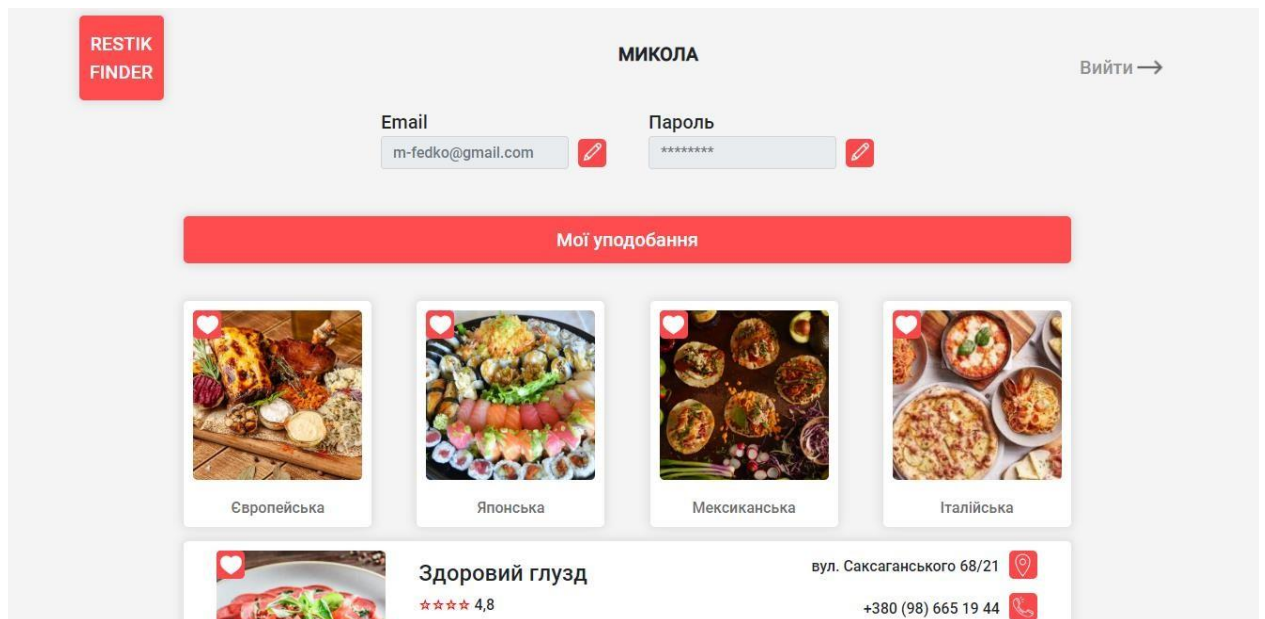 RESTIK
FINDER
МИКОЛА
Вийти
Email
Пароль
m-fedko@gmail.com
********
Мої уподобання
Європейська
Японська
Мексиканська
Італійська
Здоровий глузд
4,8
вул. Саксаганського 68/21
+380 (98) 665 19 44